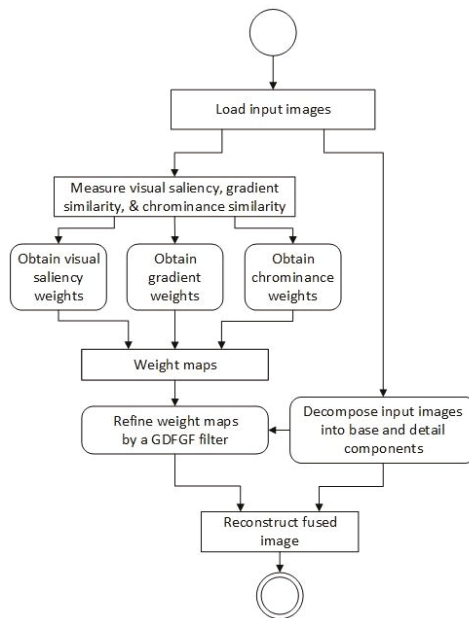 Load input images
Measure visual saliency, gradient
similarity, & chrominance similarity
Obtain visual
saliency
weights
Obtain
gradient
weights
Obtain
chrominance
weights
Weight maps
Refine weight maps
by a GDFGF filter
Decompose input images
into base and detail
components
Reconstruct fused
image